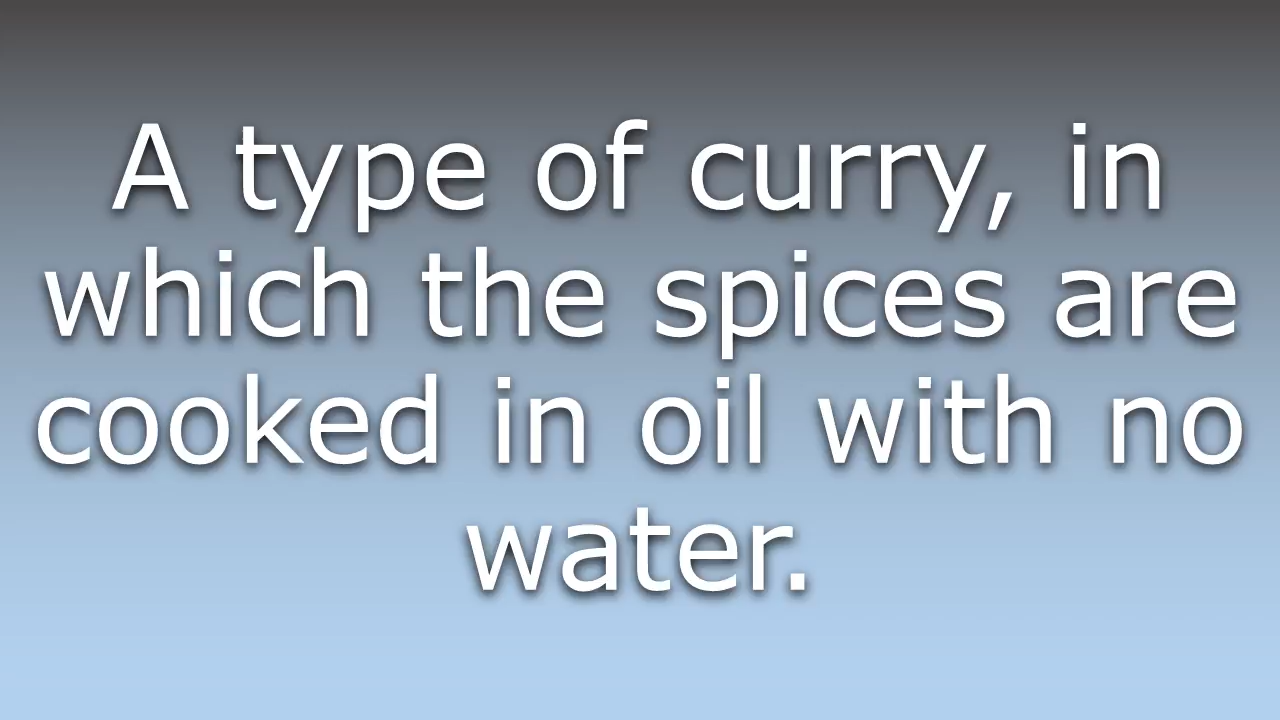 A type of curry, in
which the spices are
cooked in oil with no
water.